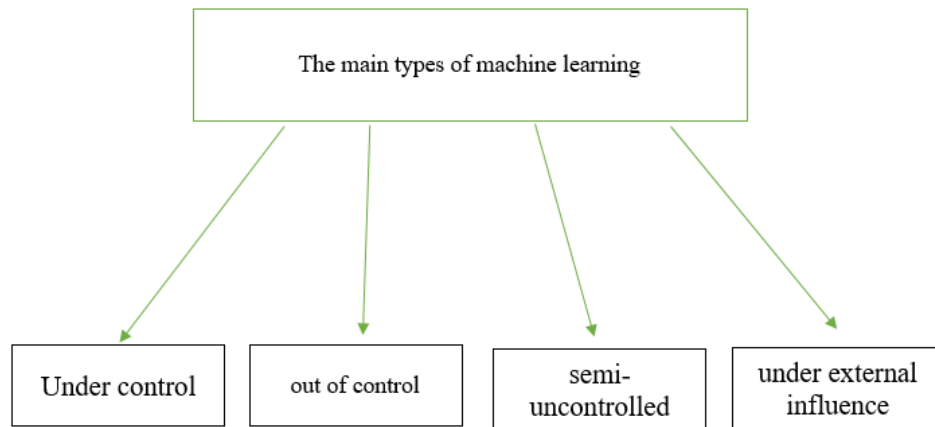 The main types of machine learning
Under control
out of control
semi-
uncontrolled
under external
influence